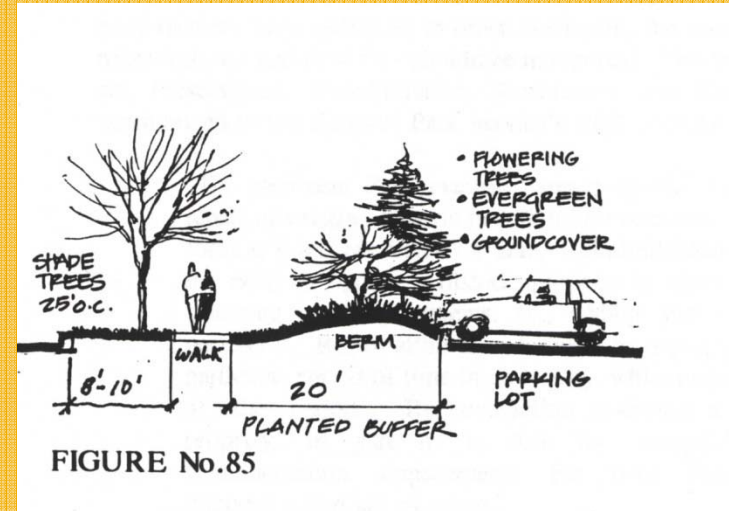 • FLOWERING
TREES
• EVERGREEN
TREES
• GROUNDCOVER
SHADE
TREES
25' O.C.
WALK
BERM
8'-10'
20'
PARKING
LOT
PLANTED BUFFER
FIGURE No.85